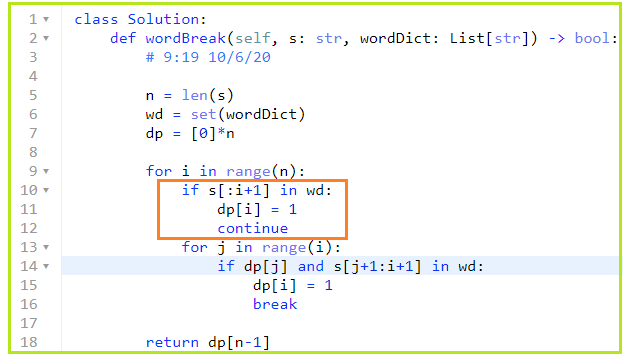 1 class Solution:
2 def wordBreak(self, s: str, wordDict: List[str]) -> bool:
3 # 9:19 10/6/20
4
5 n = len(s)
6 wd = set(wordDict)
7 dp = [0]*n
8
9 for i in range(n):
10 if s[:i+1] in wd:
11 dp[i] = 1
12 continue
13 for j in range(i):
14 if dp[j] and s[j+1:i+1] in wd:
15 dp[i] = 1
16 break
17
18 return dp[n-1]